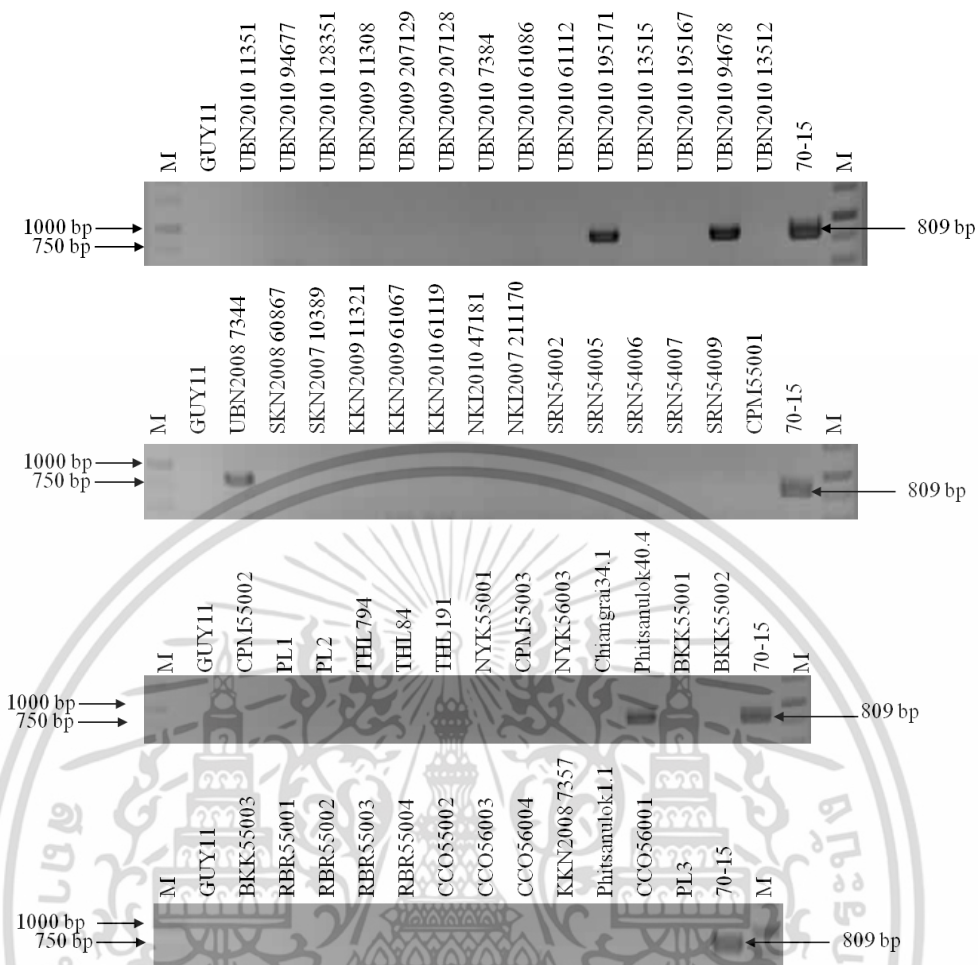 M
GUY11
UBN2010 11351
UBN2010 94677
UBN2010 128351
UBN2009 11308
UBN2009 207129
UBN2009 207128
UBN2010 7384
UBN2010 61086
UBN2010 61112
UBN2010 195171
UBN2010 13515
UBN2010 195167
UBN2010 94678
UBN2010 13512
70-15
M
1000 bp
750 bp
809 bp
M
GUY11
UBN2008 7344
SKN2008 60867
SKN2007 10389
KKN2009 11321
KKN2009 61067
KKN2010 61119
NKI2010 47181
NKI2007 211170
SRN54002
SRN54005
SRN54006
SRN54007
SRN54009
CPM55001
70-15
M
1000 bp
750 bp
809 bp
M
GUY11
CPM55002
PL1
PL2
THL794
THL84
THL191
NYK55001
CPM55003
NYK56003
Chiangrai34.1
Phitsanulok40.4
BKK55001
BKK55002
70-15
M
1000 bp
750 bp
809 bp
M
GUY11
BKK55003
RBR55001
RBR55002
RBR55003
RBR55004
CCO55002
CCO56003
CCO56004
KKN2008 7357
Phitsanulok1.1
CCO56001
PL3
70-15
M
1000 bp
750 bp
809 bp